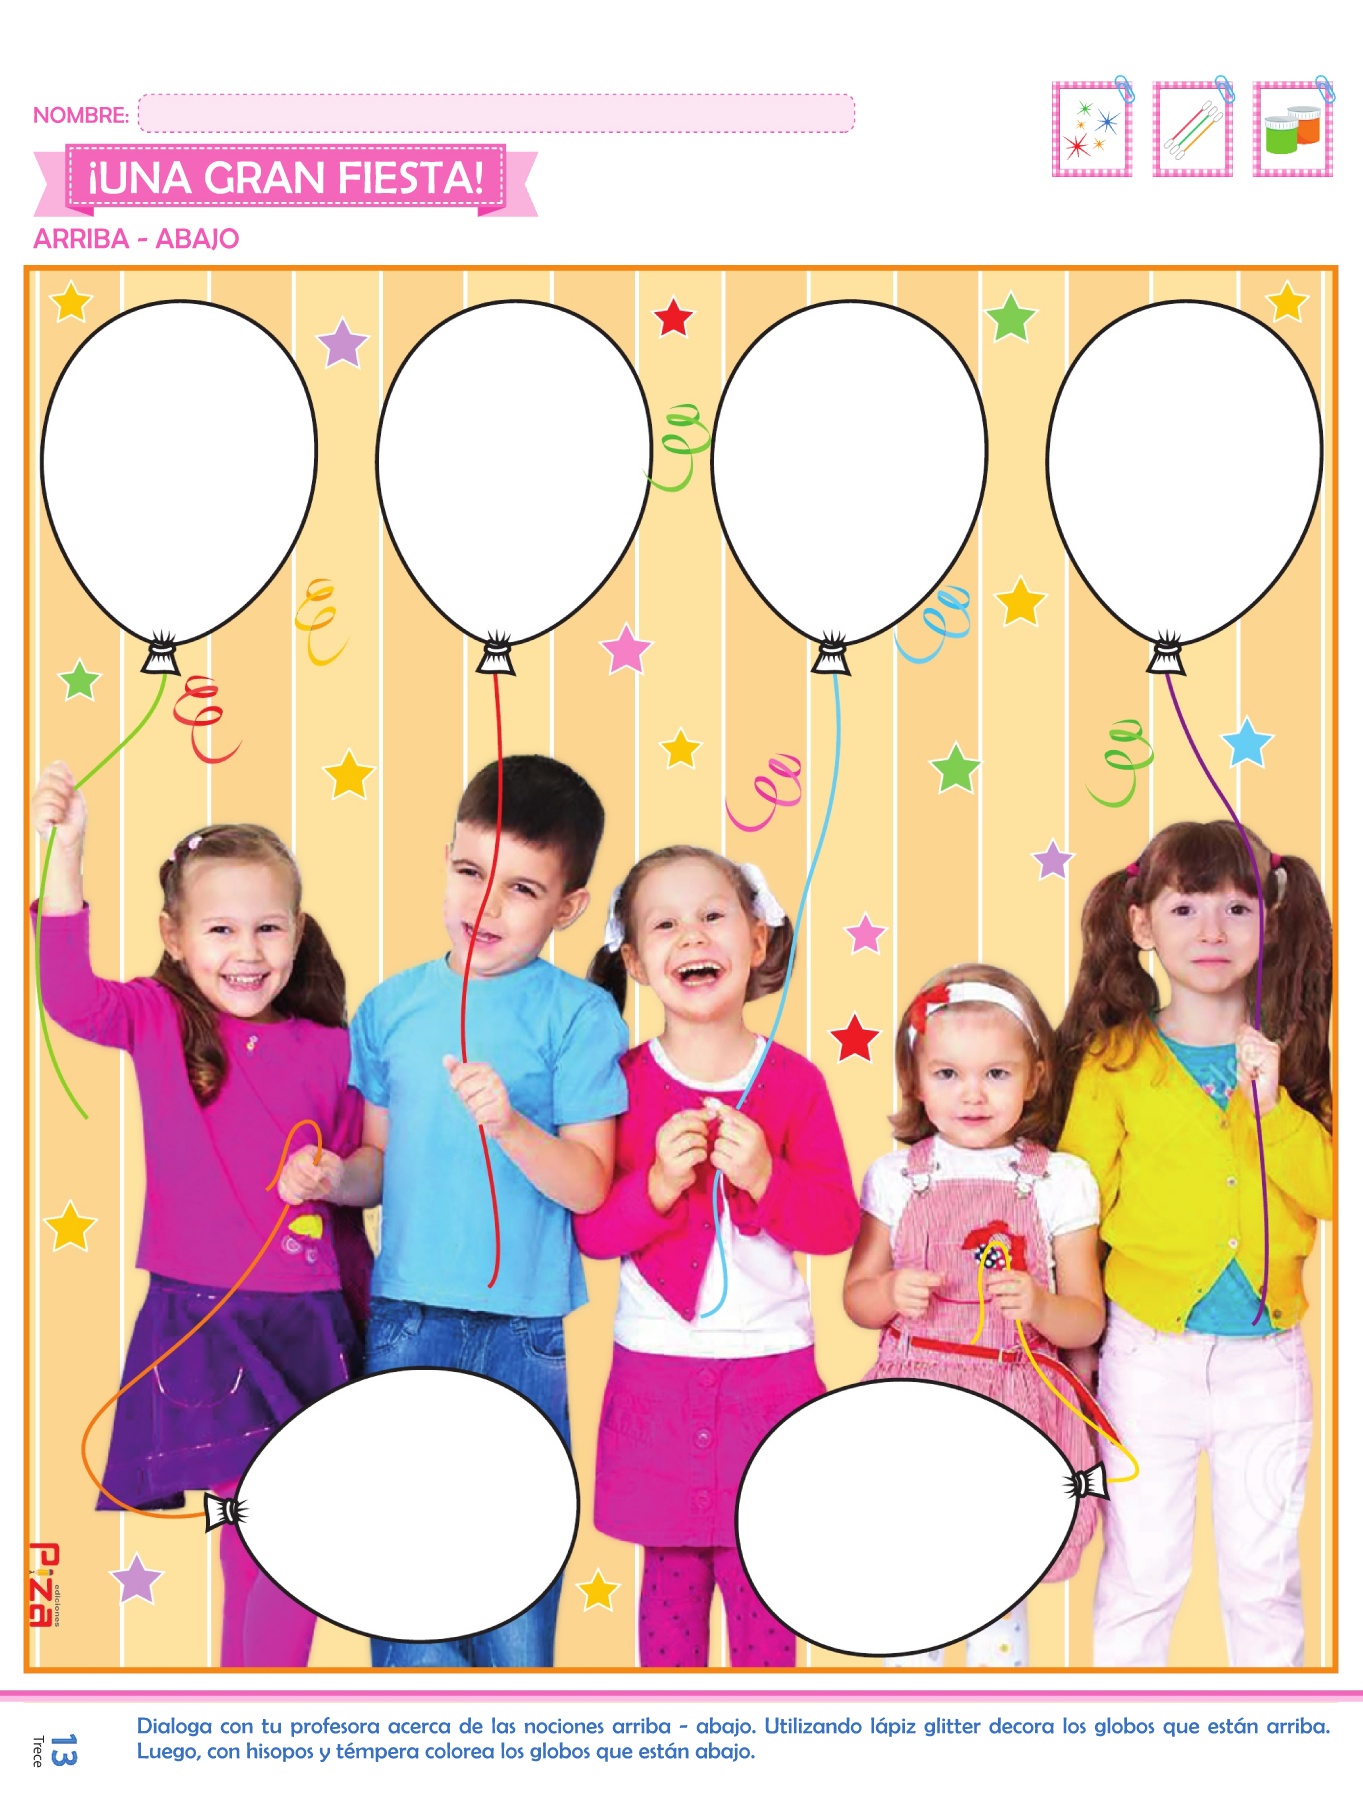 NOMBRE:
¡UNA GRAN FIESTA!
ARRIBA - ABAJO
Piza
ediciones
13
Trece
Dialoga con tu profesora acerca de las nociones arriba - abajo. Utilizando lápiz glitter decora los globos que están arriba.
Luego, con hisopos y témpera colorea los globos que están abajo.